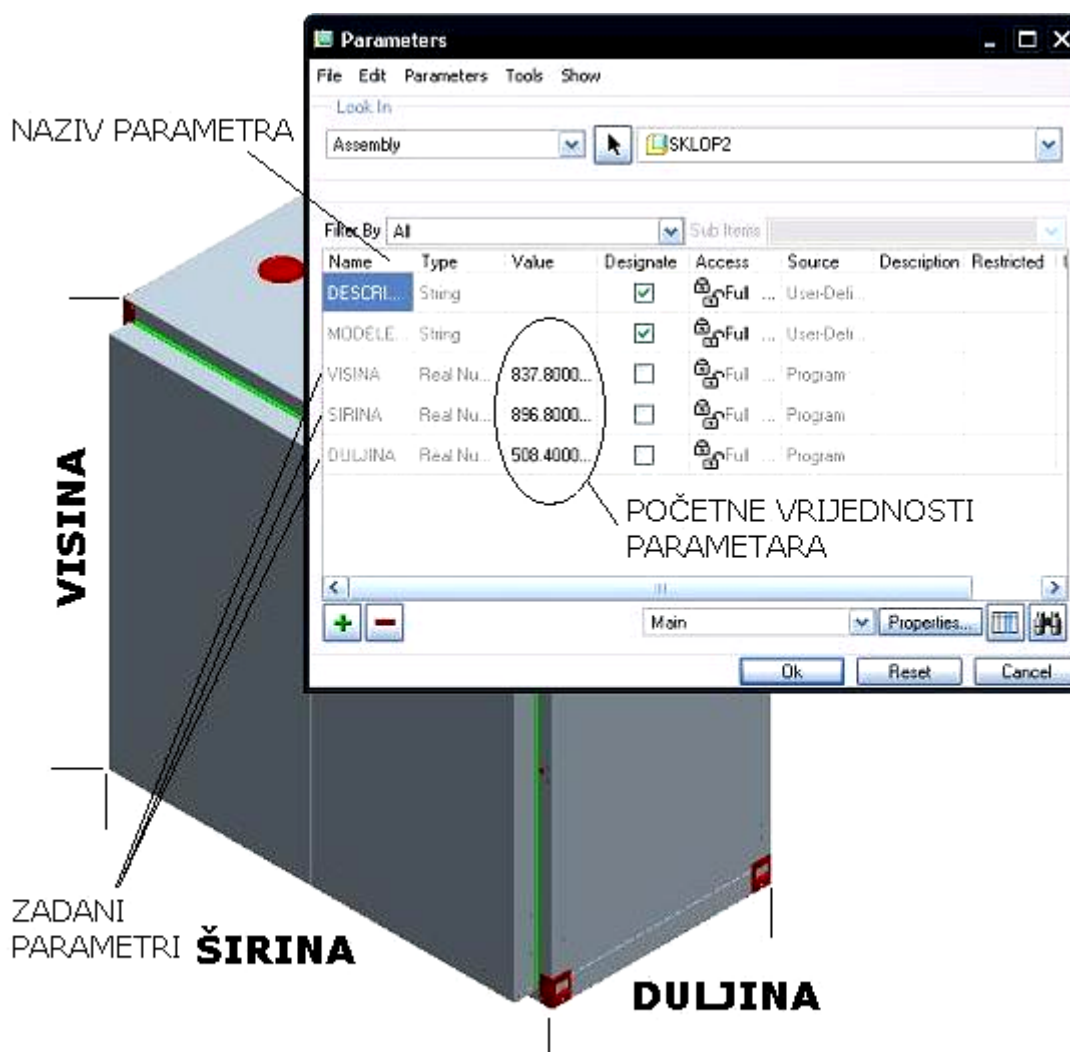 Parameters
File Edit Parameters Tools Show
Look In
NAZIV PARAMETRA
Assembly SKLOP2
Filter By All Sub Items
Name Type Value Designate Access Source Description Restricted
DESCRI... String Full ... User-Defi...
MODELE... String Full ... User-Defi...
VISINA Real Nu... 837.8000... Full ... Program
SIRINA Real Nu... 896.8000... Full ... Program
DULJINA Real Nu... 508.4000... Full ... Program
POČETNE VRIJEDNOSTI
PARAMETARA
VISINA
Main Properties...
Ok Reset Cancel
ZADANI
PARAMETRI ŠIRINA
DULJINA